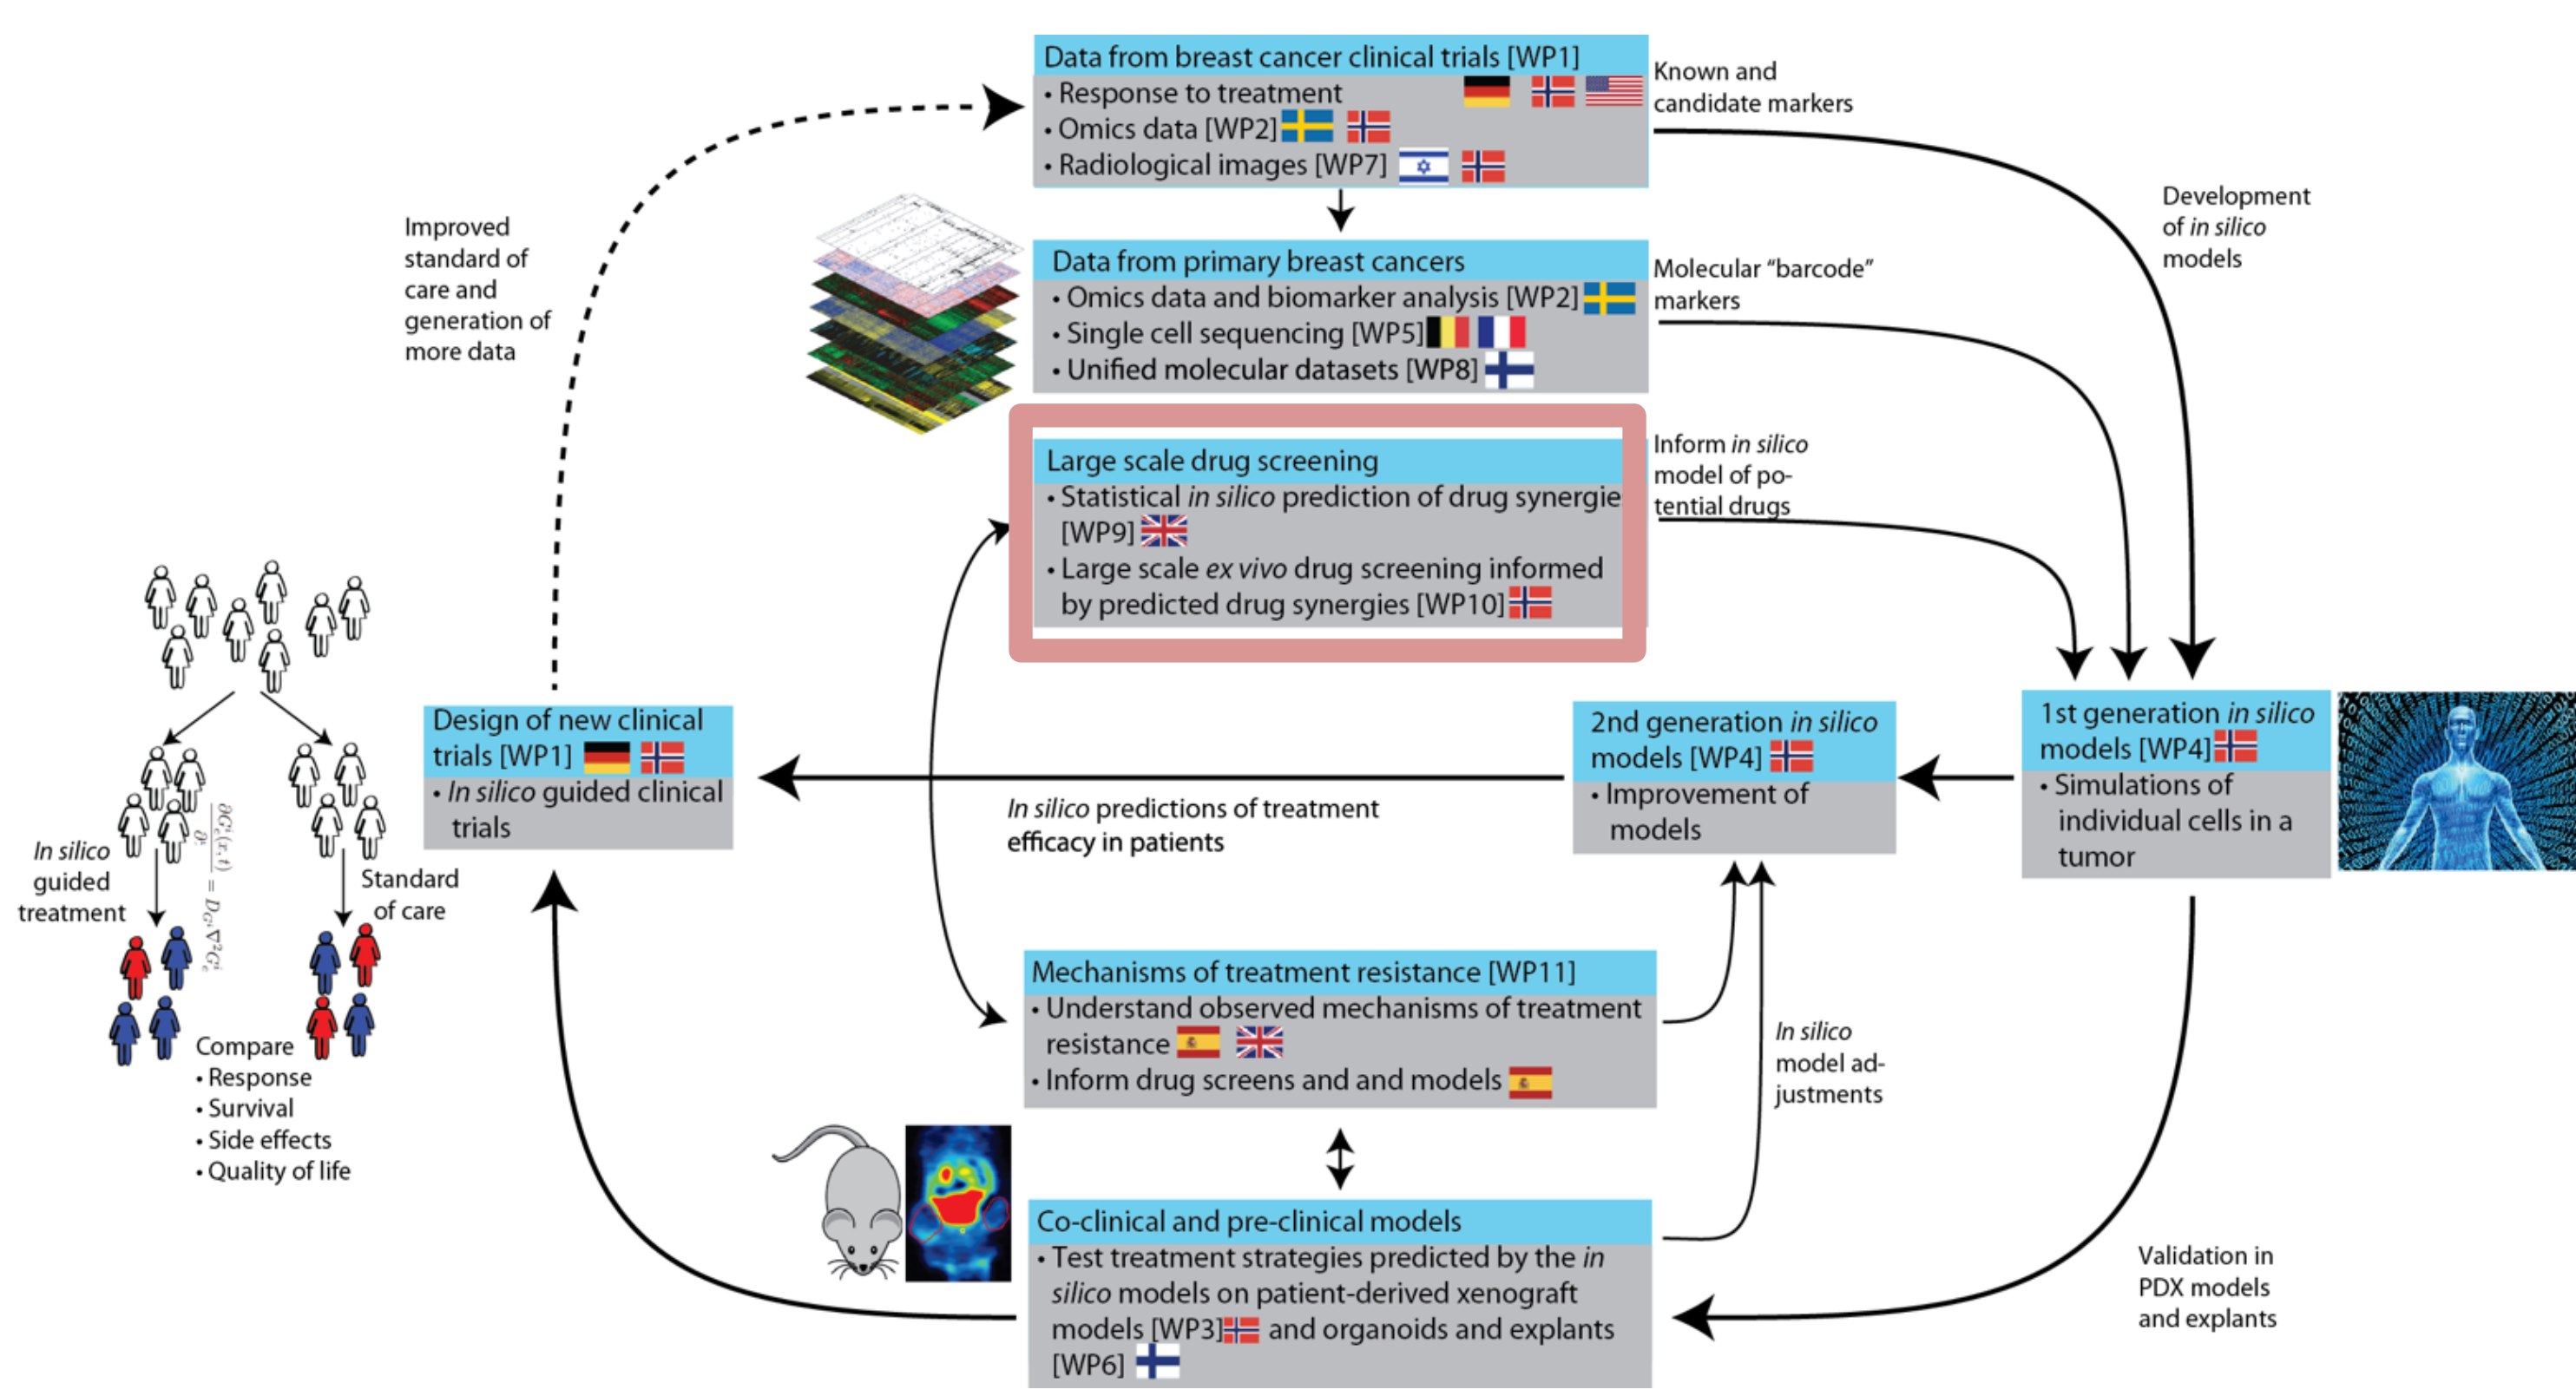 Data from breast cancer clinical trials [WP1]
• Response to treatment
• Omics data [WP2]
• Radiological images [WP7]
Known and
candidate markers
Development
of in silico
models
Improved
standard of
care and
generation of
more data
Data from primary breast cancers
• Omics data and biomarker analysis [WP2]
• Single cell sequencing [WP5]
• Unified molecular datasets [WP8]
Molecular “barcode”
markers
Large scale drug screening
• Statistical in silico prediction of drug synergie
[WP9]
• Large scale ex vivo drug screening informed
by predicted drug synergies [WP10]
Inform in silico
model of po-
tential drugs
Design of new clinical
trials [WP1]
• In silico guided clinical
trials
2nd generation in silico
models [WP4]
• Improvement of
models
1st generation in silico
models [WP4]
• Simulations of
individual cells in a
tumor
In silico predictions of treatment
efficacy in patients
In silico
guided
treatment
Standard
of care
Compare
• Response
• Survival
• Side effects
• Quality of life
Mechanisms of treatment resistance [WP11]
• Understand observed mechanisms of treatment
resistance
• Inform drug screens and and models
In silico
model ad-
justments
Co-clinical and pre-clinical models
• Test treatment strategies predicted by the in
silico models on patient-derived xenograft
models [WP3] and organoids and explants
[WP6]
Validation in
PDX models
and explants